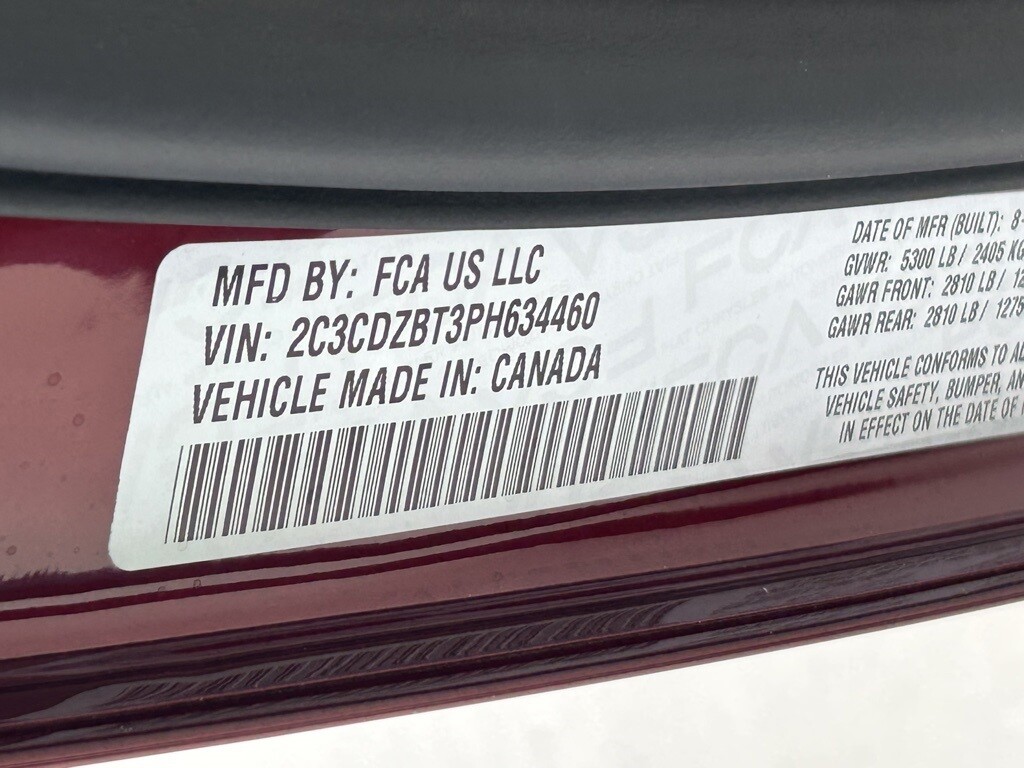 MFD BY: FCA US LLC
VIN: 2C3CDZBT3PH634460
VEHICLE MADE IN: CANADA
DATE OF MFR (BUILT): 8-
GVWR: 5300 LB / 2405 KG
GAWR FRONT: 2810 LB / 12
GAWR REAR: 2810 LB / 1275
THIS VEHICLE CONFORMS TO AL
VEHICLE SAFETY, BUMPER, AN
IN EFFECT ON THE DATE OF